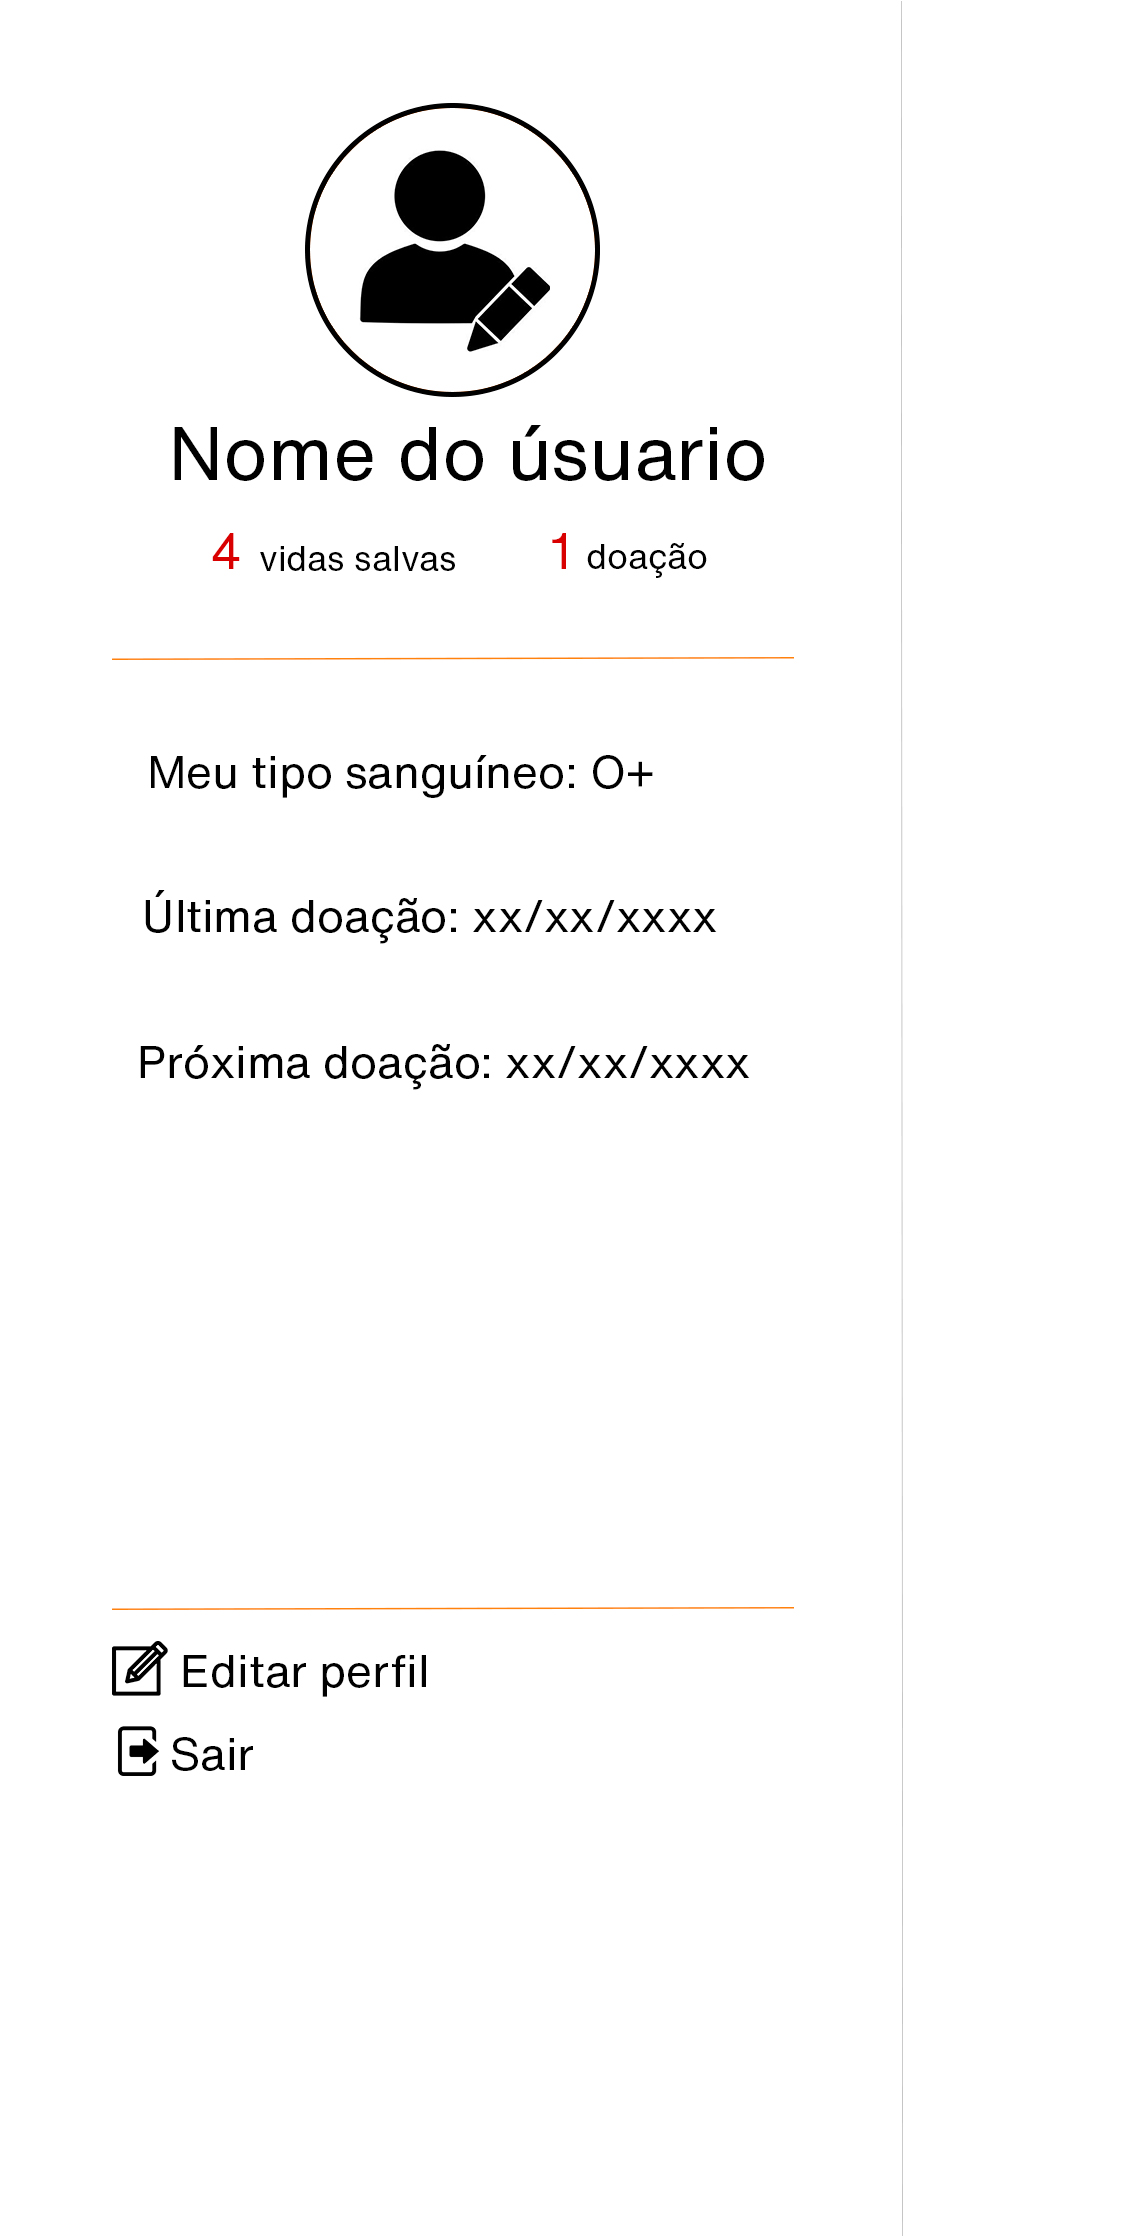 Nome do úsuario
4 vidas salvas 1 doação
Meu tipo sanguíneo: O+
Última doação: xx/xx/xxxx
Próxima doação: xx/xx/xxxx
Editar perfil
Sair